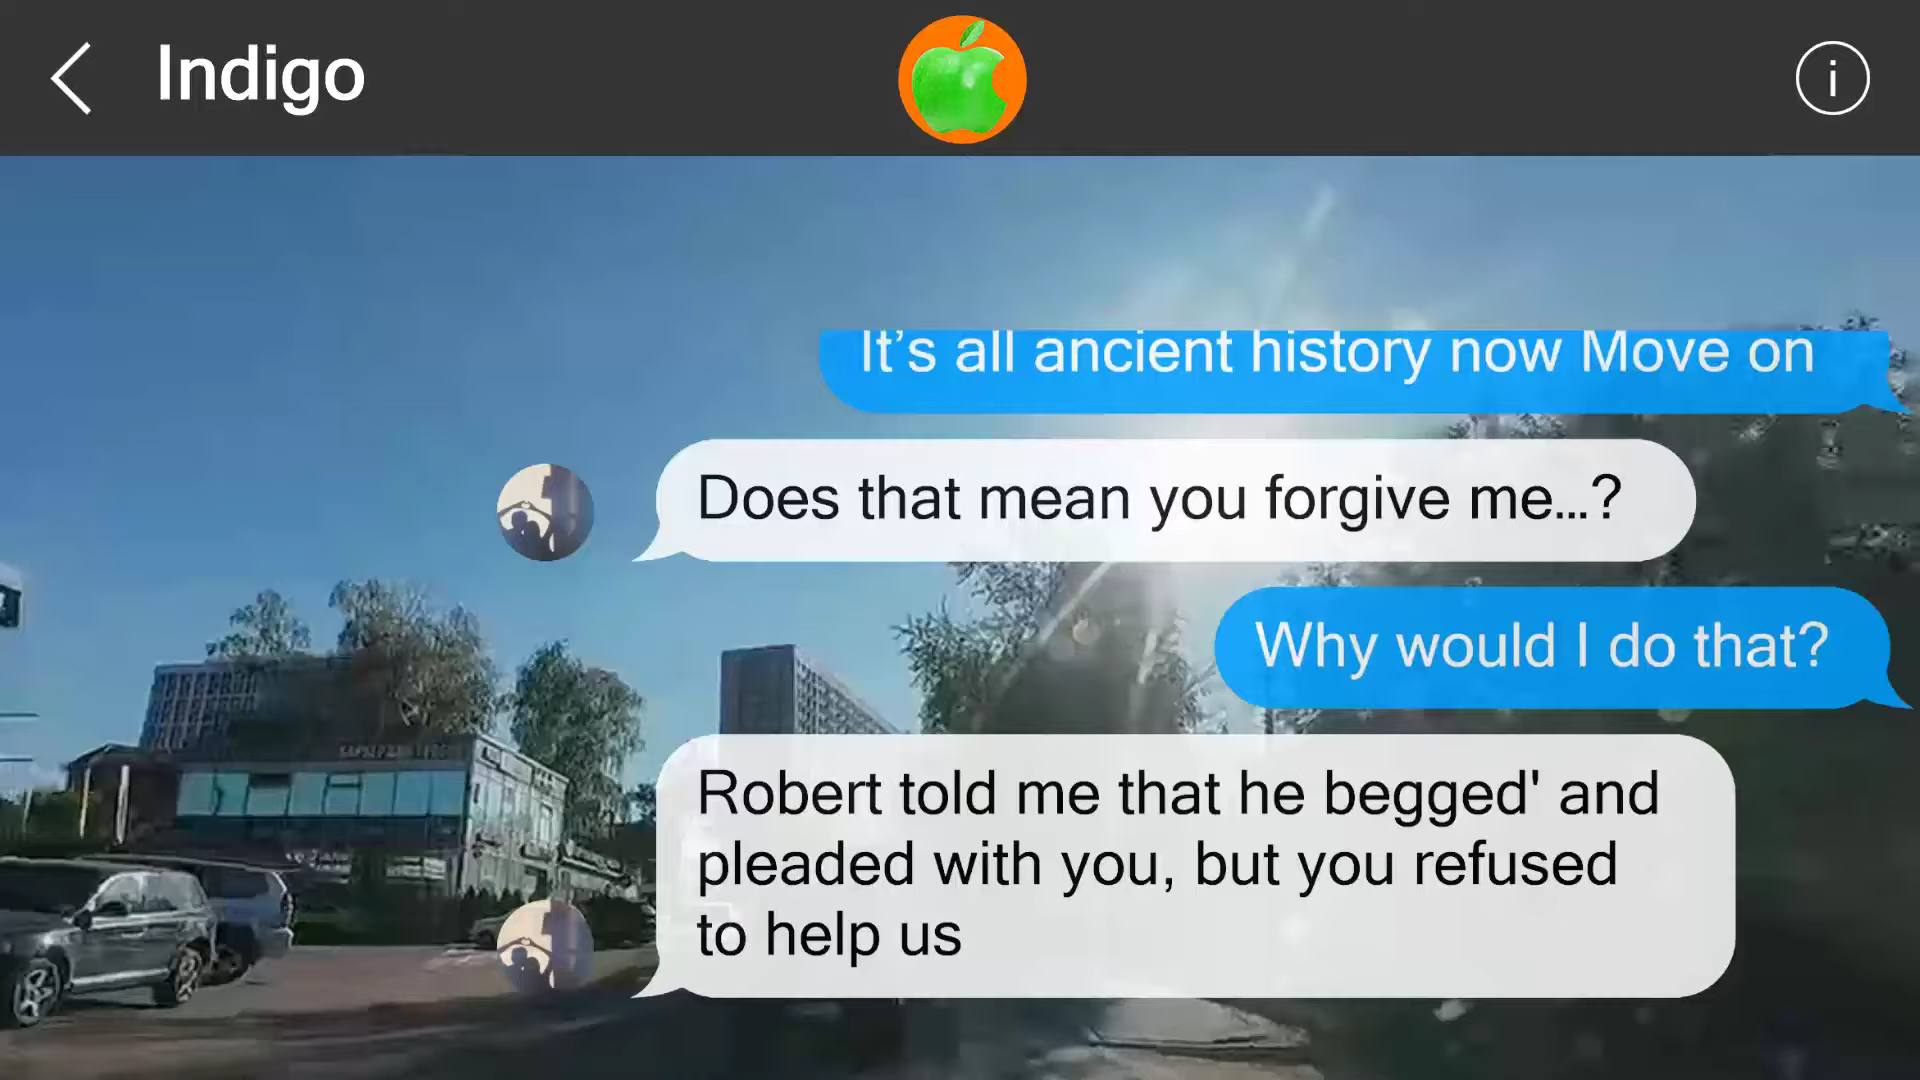 Indigo
i
It’s all ancient history now Move on
Does that mean you forgive me...?
Why would I do that?
Robert told me that he begged' and
pleaded with you, but you refused
to help us